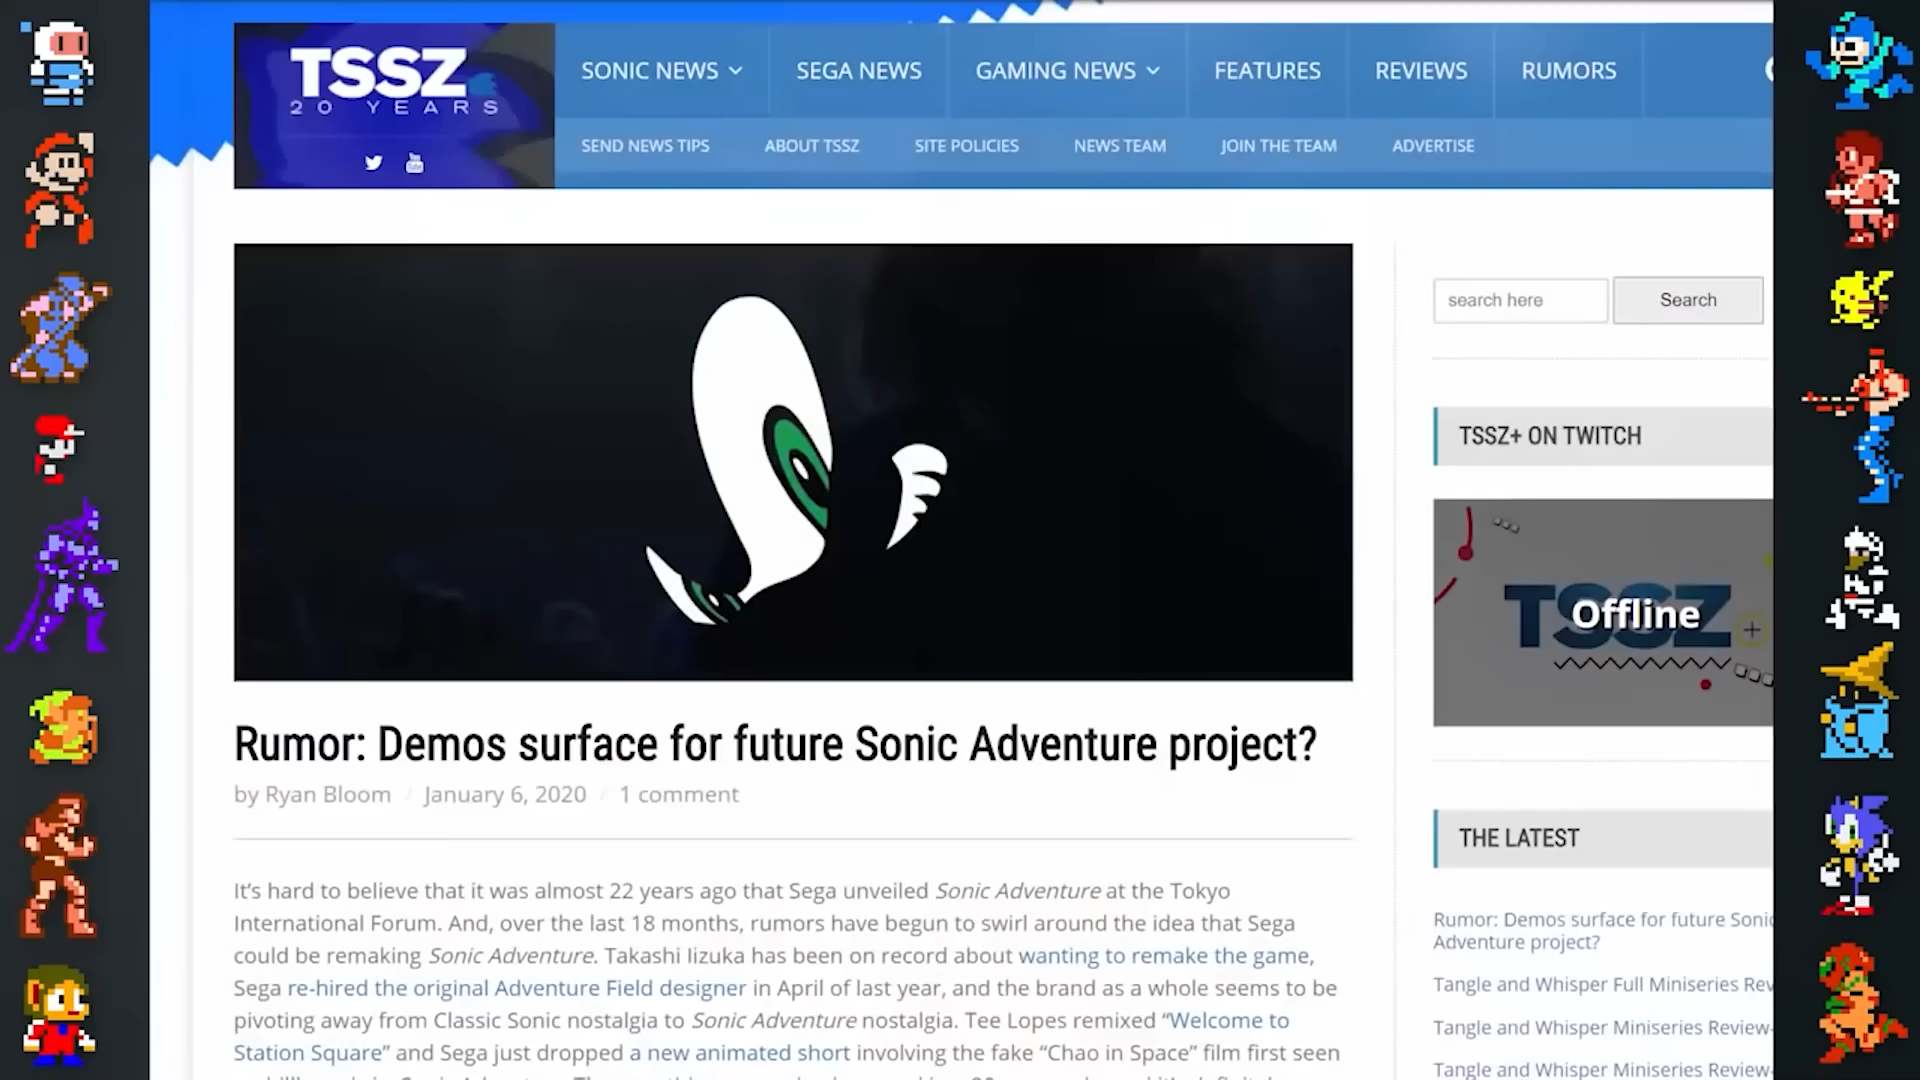 TSSZ
20 YEARS
SONIC NEWS
SEGA NEWS
GAMING NEWS
FEATURES
REVIEWS
RUMORS
SEND NEWS TIPS
ABOUT TSSZ
SITE POLICIES
NEWS TEAM
JOIN THE TEAM
ADVERTISE
Rumor: Demos surface for future Sonic Adventure project?
by Ryan Bloom / January 6, 2020 / 1 comment
It's hard to believe that it was almost 22 years ago that Sega unveiled Sonic Adventure at the Tokyo
International Forum. And, over the last 18 months, rumors have begun to swirl around the idea that Sega
could be remaking Sonic Adventure. Takashi Iizuka has been on record about wanting to remake the game,
Sega re-hired the original Adventure Field designer in April of last year, and the brand as a whole seems to be
pivoting away from Classic Sonic nostalgia to Sonic Adventure nostalgia. Tee Lopes remixed “Welcome to
Station Square” and Sega just dropped a new animated short involving the fake “Chao in Space” film first seen
search here
Search
TSSZ+ ON TWITCH
TSSZ
Offline
THE LATEST
Rumor: Demos surface for future Soni
Adventure project?
Tangle and Whisper Full Miniseries Rev
Tangle and Whisper Miniseries Review-
Tangle and Whisper Miniseries Review-